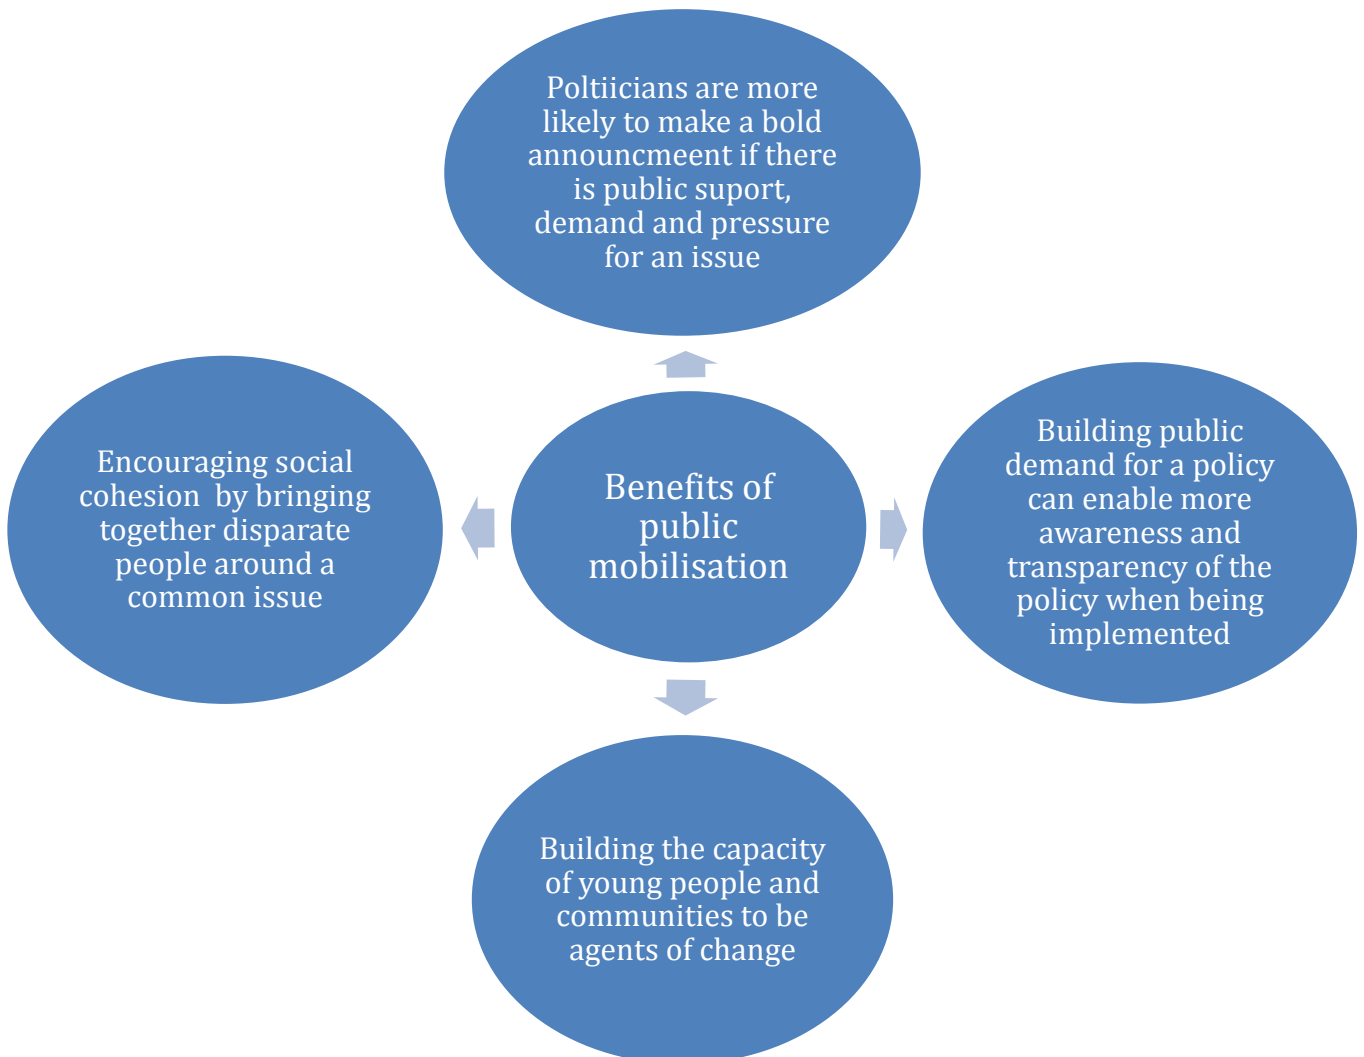 Poltiicians are more
likely to make a bold
announcmeent if there
is public suport,
demand and pressure
for an issue
Encouraging social
cohesion  by bringing
together disparate
people around a
common issue
Benefits of
public
mobilisation
Building public
demand for a policy
can enable more
awareness and
transparency of the
policy when being
implemented
Building the capacity
of young people and
communities to be
agents of change